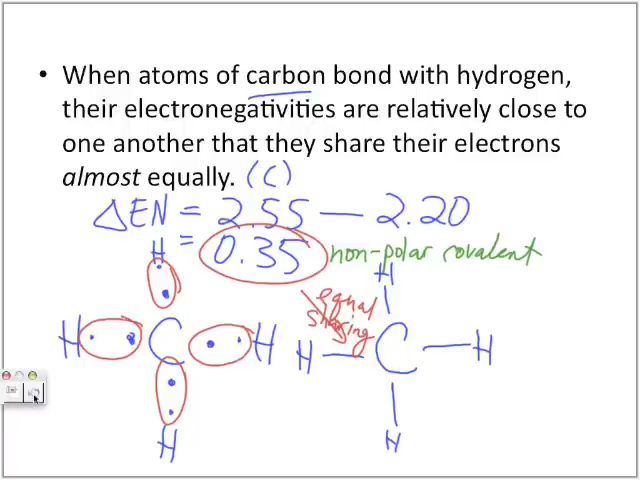 • When atoms of carbon bond with hydrogen,
their electronegativities are relatively close to
one another that they share their electrons
almost equally. (C)
ΔEN = 2.55 — 2.20
= 0.35 non-polar covalent
equal
sharing
H H
H C H H C H
H H